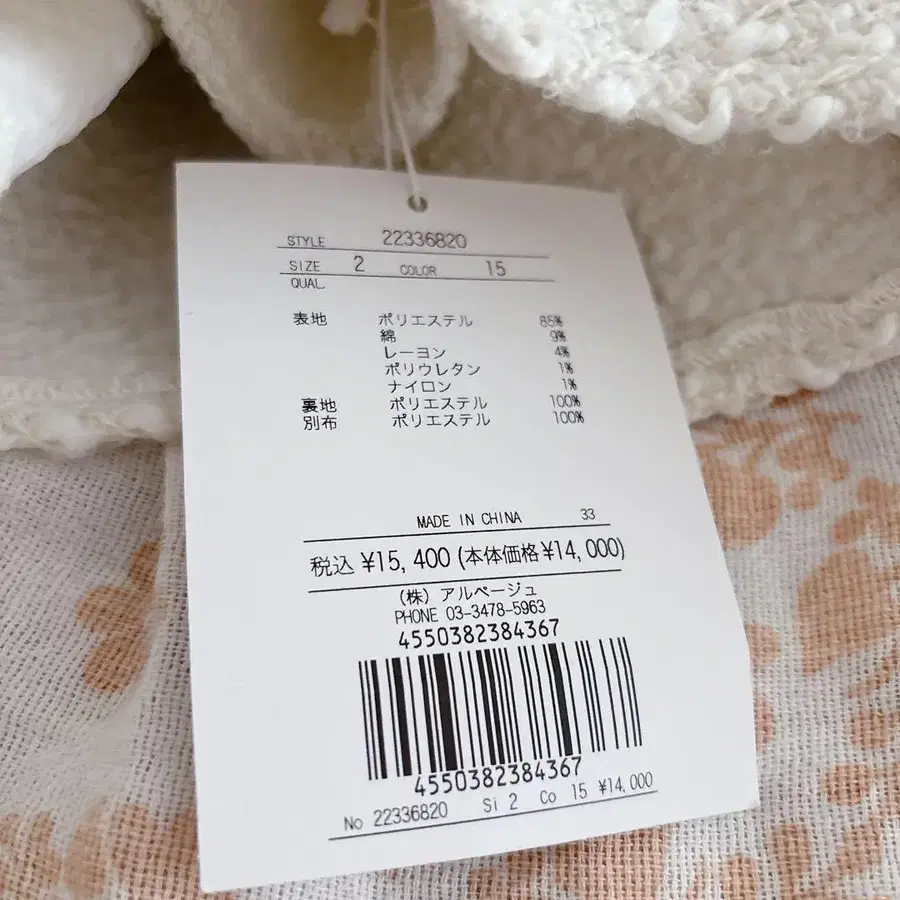 STYLE 22336820
SIZE 2 COLOR 15
QUAL
表地 ポリエステル 85%
綿 9%
レーヨン 4%
ポリウレタン 1%
ナイロン 1%
裏地 ポリエステル 100%
別布 ポリエステル 100%
MADE IN CHINA 33
税込 ¥15,400 (本体価格¥14,000)
(株) アルページュ
PHONE 03-3478-5963
4550382384367
4550382384367
No 22336820 Si 2 Co 15 ¥14,000